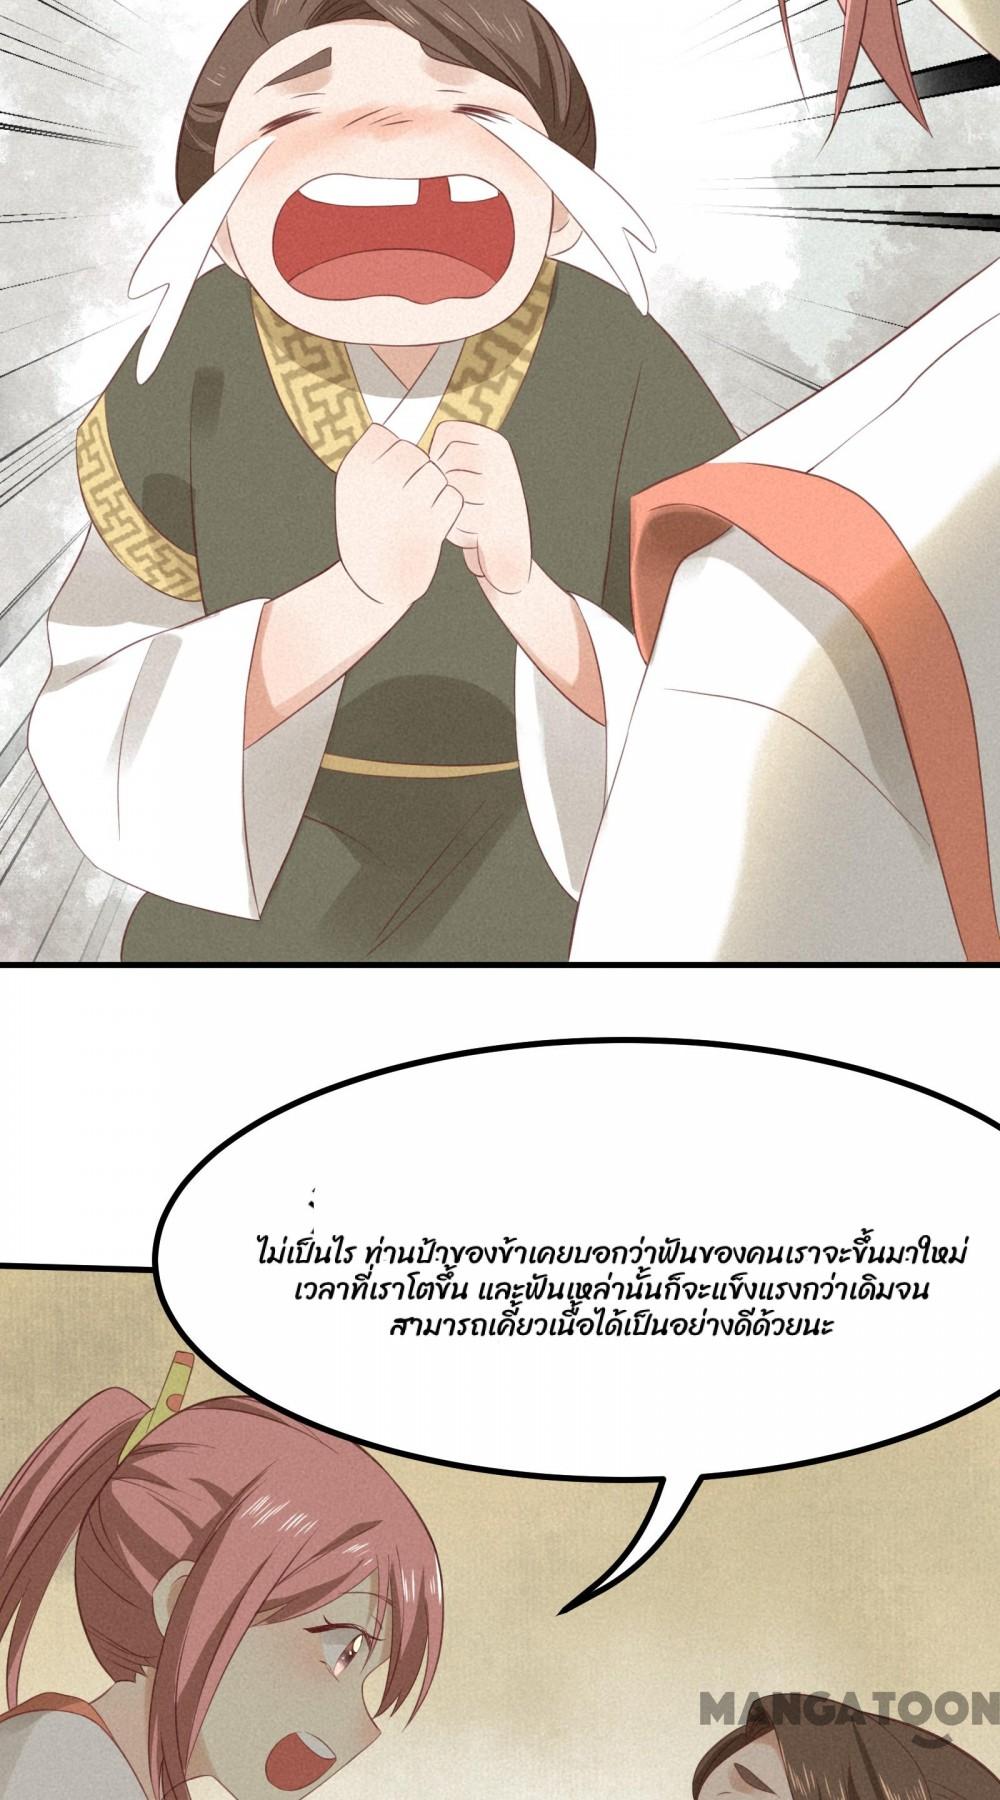 ไม่เป็นไร ท่านป้าของข้าเคยบอกว่าฟันของคนเราจะขึ้นมาใหม่
เวลาที่เราโตขึ้น และฟันเหล่านั้นก็จะแข็งแรงกว่าเดิมจน
สามารถเคี้ยวเนื้อได้เป็นอย่างดีด้วยนะ
MANGATOON